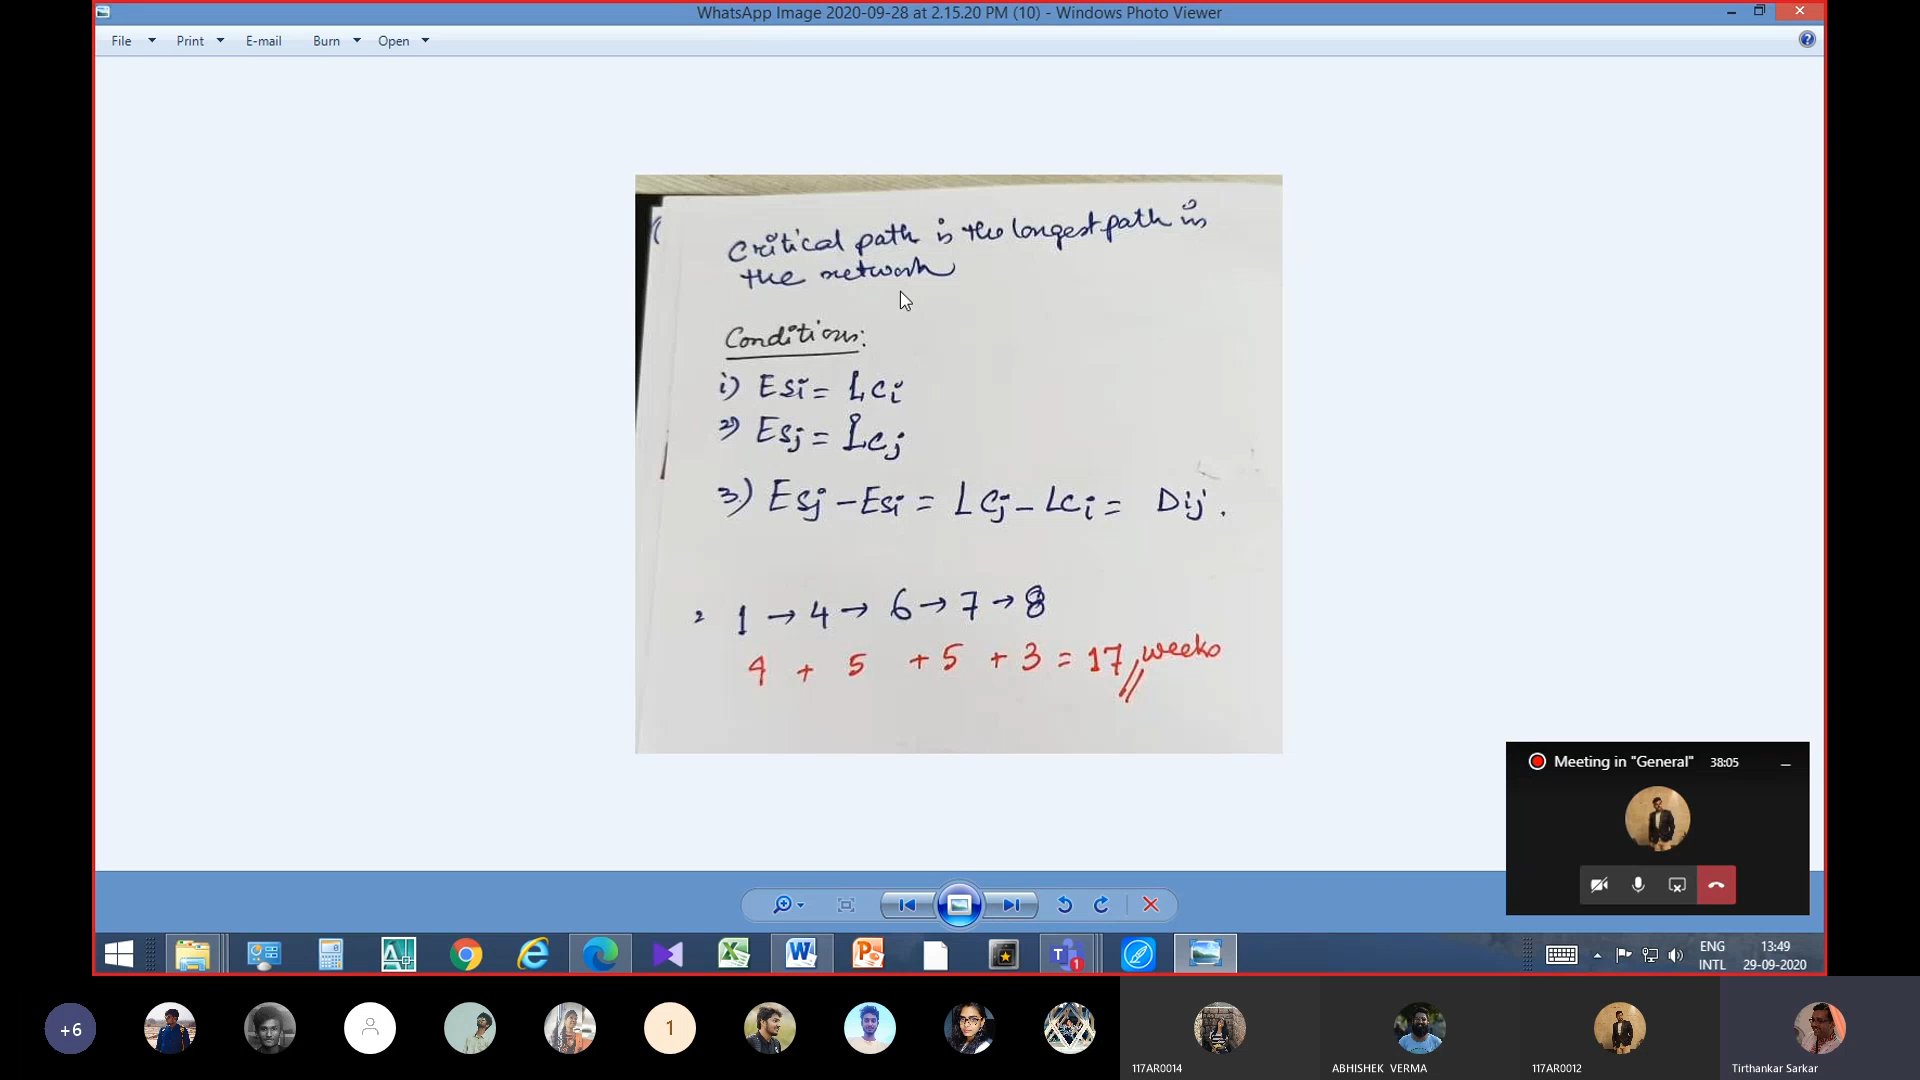 WhatsApp Image 2020-09-28 at 2.15.20 PM (10) - Windows Photo Viewer
File Print E-mail Burn Open
Critical path is the longest path in
the network
Conditions:
i) Esi = Lci
2) Esj = Lcj
3) Esj - Esi = Lcj - Lci = Dij.
1 → 4 → 6 → 7 → 8
4 + 5 + 5 + 3 = 17 weeks
Meeting in "General" 38:05
ENG 13:49
INTL 29-09-2020
+6
1
117AR0014 ABHISHEK VERMA 117AR0012 Tirthankar Sarkar